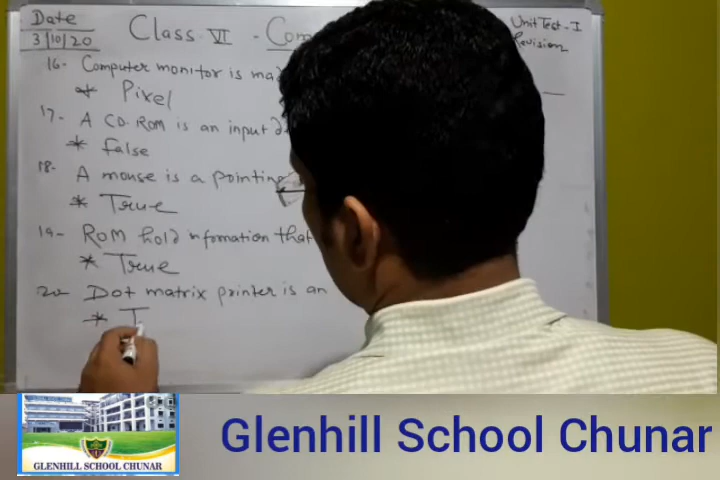 Date
3/10/20
Class - VI - Com
Unit Test - I
Revision
16- Computer monitor is ma
* Pixel
17- A CD-ROM is an input d
* False
18- A mouse is a pointing
* True
19- ROM hold nformation that
* True
20- Dot matrix printer is an
* T
GLENHILL SCHOOL CHUNAR
Glenhill School Chunar